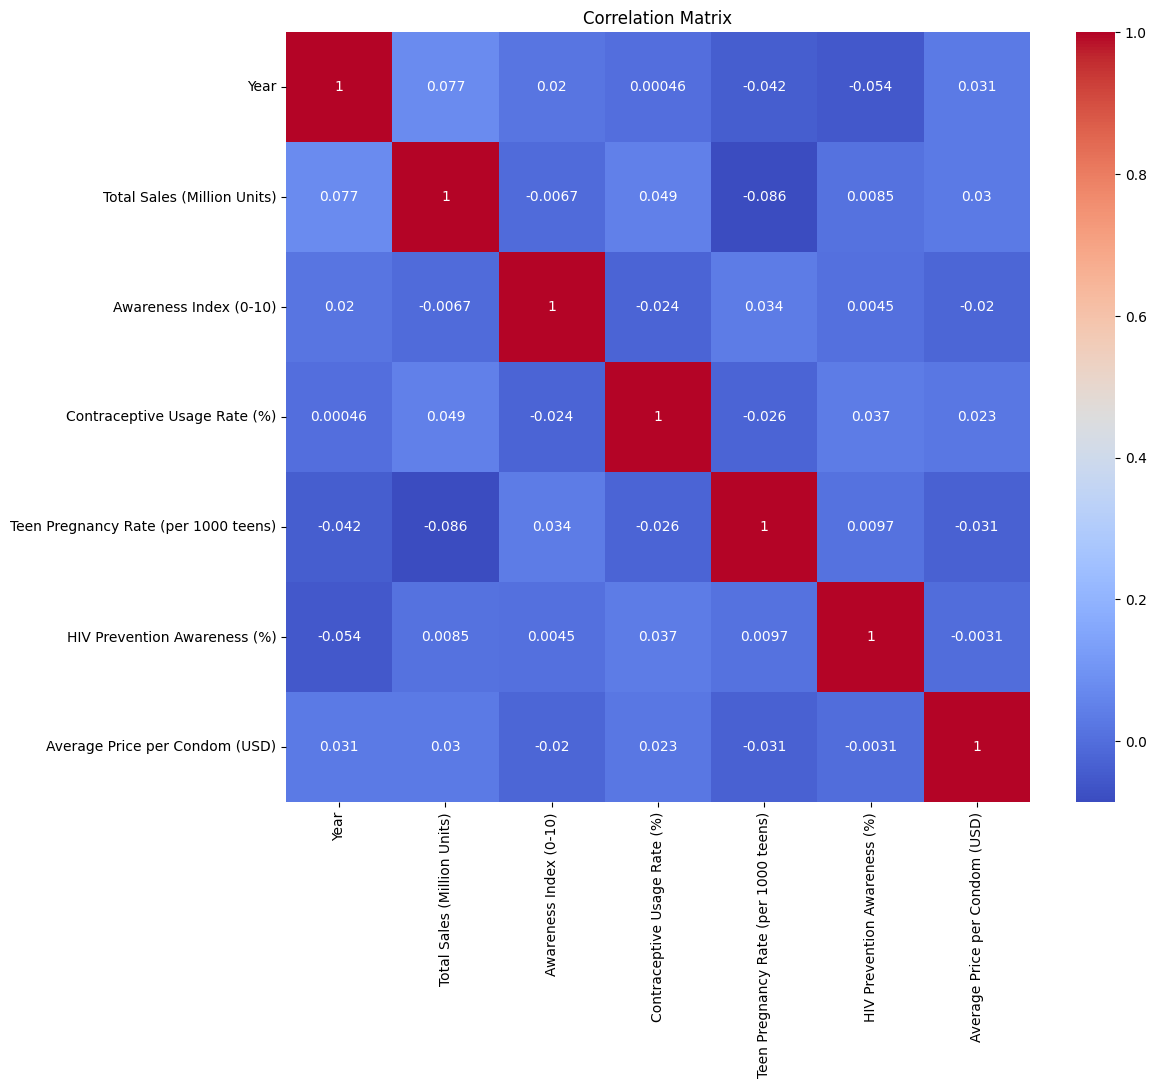 Correlation Matrix
Year 1 0.077 0.02 0.00046 -0.042 -0.054 0.031
Total Sales (Million Units) 0.077 1 -0.0067 0.049 -0.086 0.0085 0.03
Awareness Index (0-10) 0.02 -0.0067 1 -0.024 0.034 0.0045 -0.02
Contraceptive Usage Rate (%) 0.00046 0.049 -0.024 1 -0.026 0.037 0.023
Teen Pregnancy Rate (per 1000 teens) -0.042 -0.086 0.034 -0.026 1 0.0097 -0.031
HIV Prevention Awareness (%) -0.054 0.0085 0.0045 0.037 0.0097 1 -0.0031
Average Price per Condom (USD) 0.031 0.03 -0.02 0.023 -0.031 -0.0031 1
Year
Total Sales (Million Units)
Awareness Index (0-10)
Contraceptive Usage Rate (%)
Teen Pregnancy Rate (per 1000 teens)
HIV Prevention Awareness (%)
Average Price per Condom (USD)
1.0
0.8
0.6
0.4
0.2
0.0